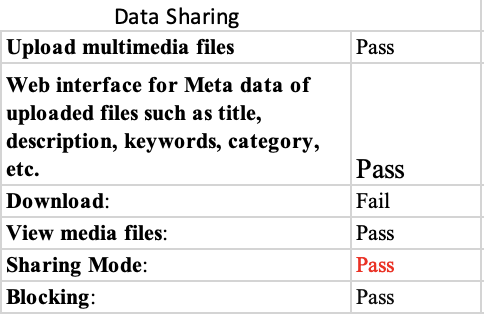 Data Sharing
Upload multimedia files Pass
Web interface for Meta data of
uploaded files such as title,
description, keywords, category,
etc. Pass
Download: Fail
View media files: Pass
Sharing Mode: Pass
Blocking: Pass